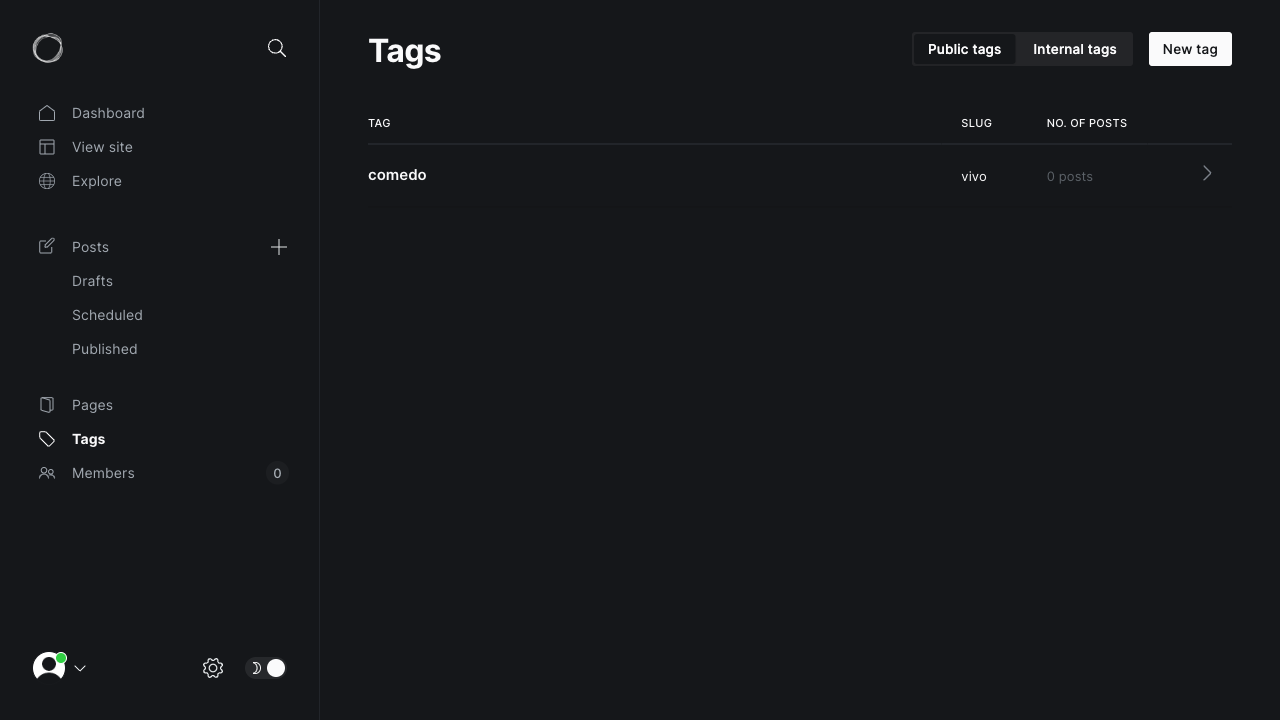 Dashboard
View site
Explore
Posts
Drafts
Scheduled
Published
Pages
Tags
Members 0
Tags
Public tags Internal tags New tag
TAG SLUG NO. OF POSTS
comedo vivo 0 posts